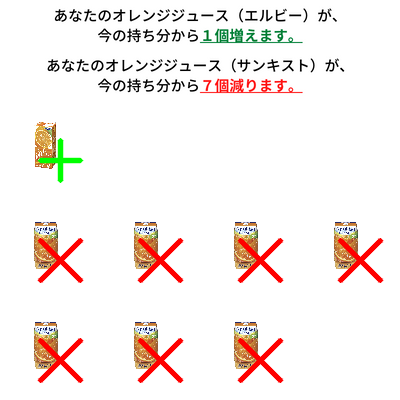 あなたのオレンジジュース（エルビー）が、
今の持ち分から１個増えます。
あなたのオレンジジュース（サンキスト）が、
今の持ち分から７個減ります。